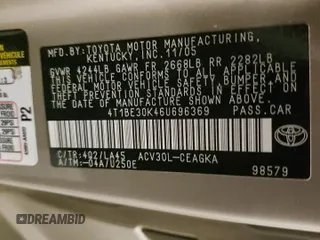 MFD. BY: TOYOTA MOTOR MANUFACTURING,
KENTUCKY, INC. 11/05
GVWR 4244LB GAWR FR 2668LB RR 2282LB
THIS VEHICLE CONFORMS TO ALL APPLICABLE
FEDERAL MOTOR VEHICLE SAFETY, BUMPER, AND
THEFT PREVENTION STANDARDS IN EFFECT ON
THE DATE OF MANUFACTURE SHOWN ABOVE.
4T1BE30K46U696369 PASS.CAR
C/TR:4Q2/LA45 ACV30L-CEAGKA
A/TM:-04A/U250E
98579
TOYOTA
P2
DREAMBID